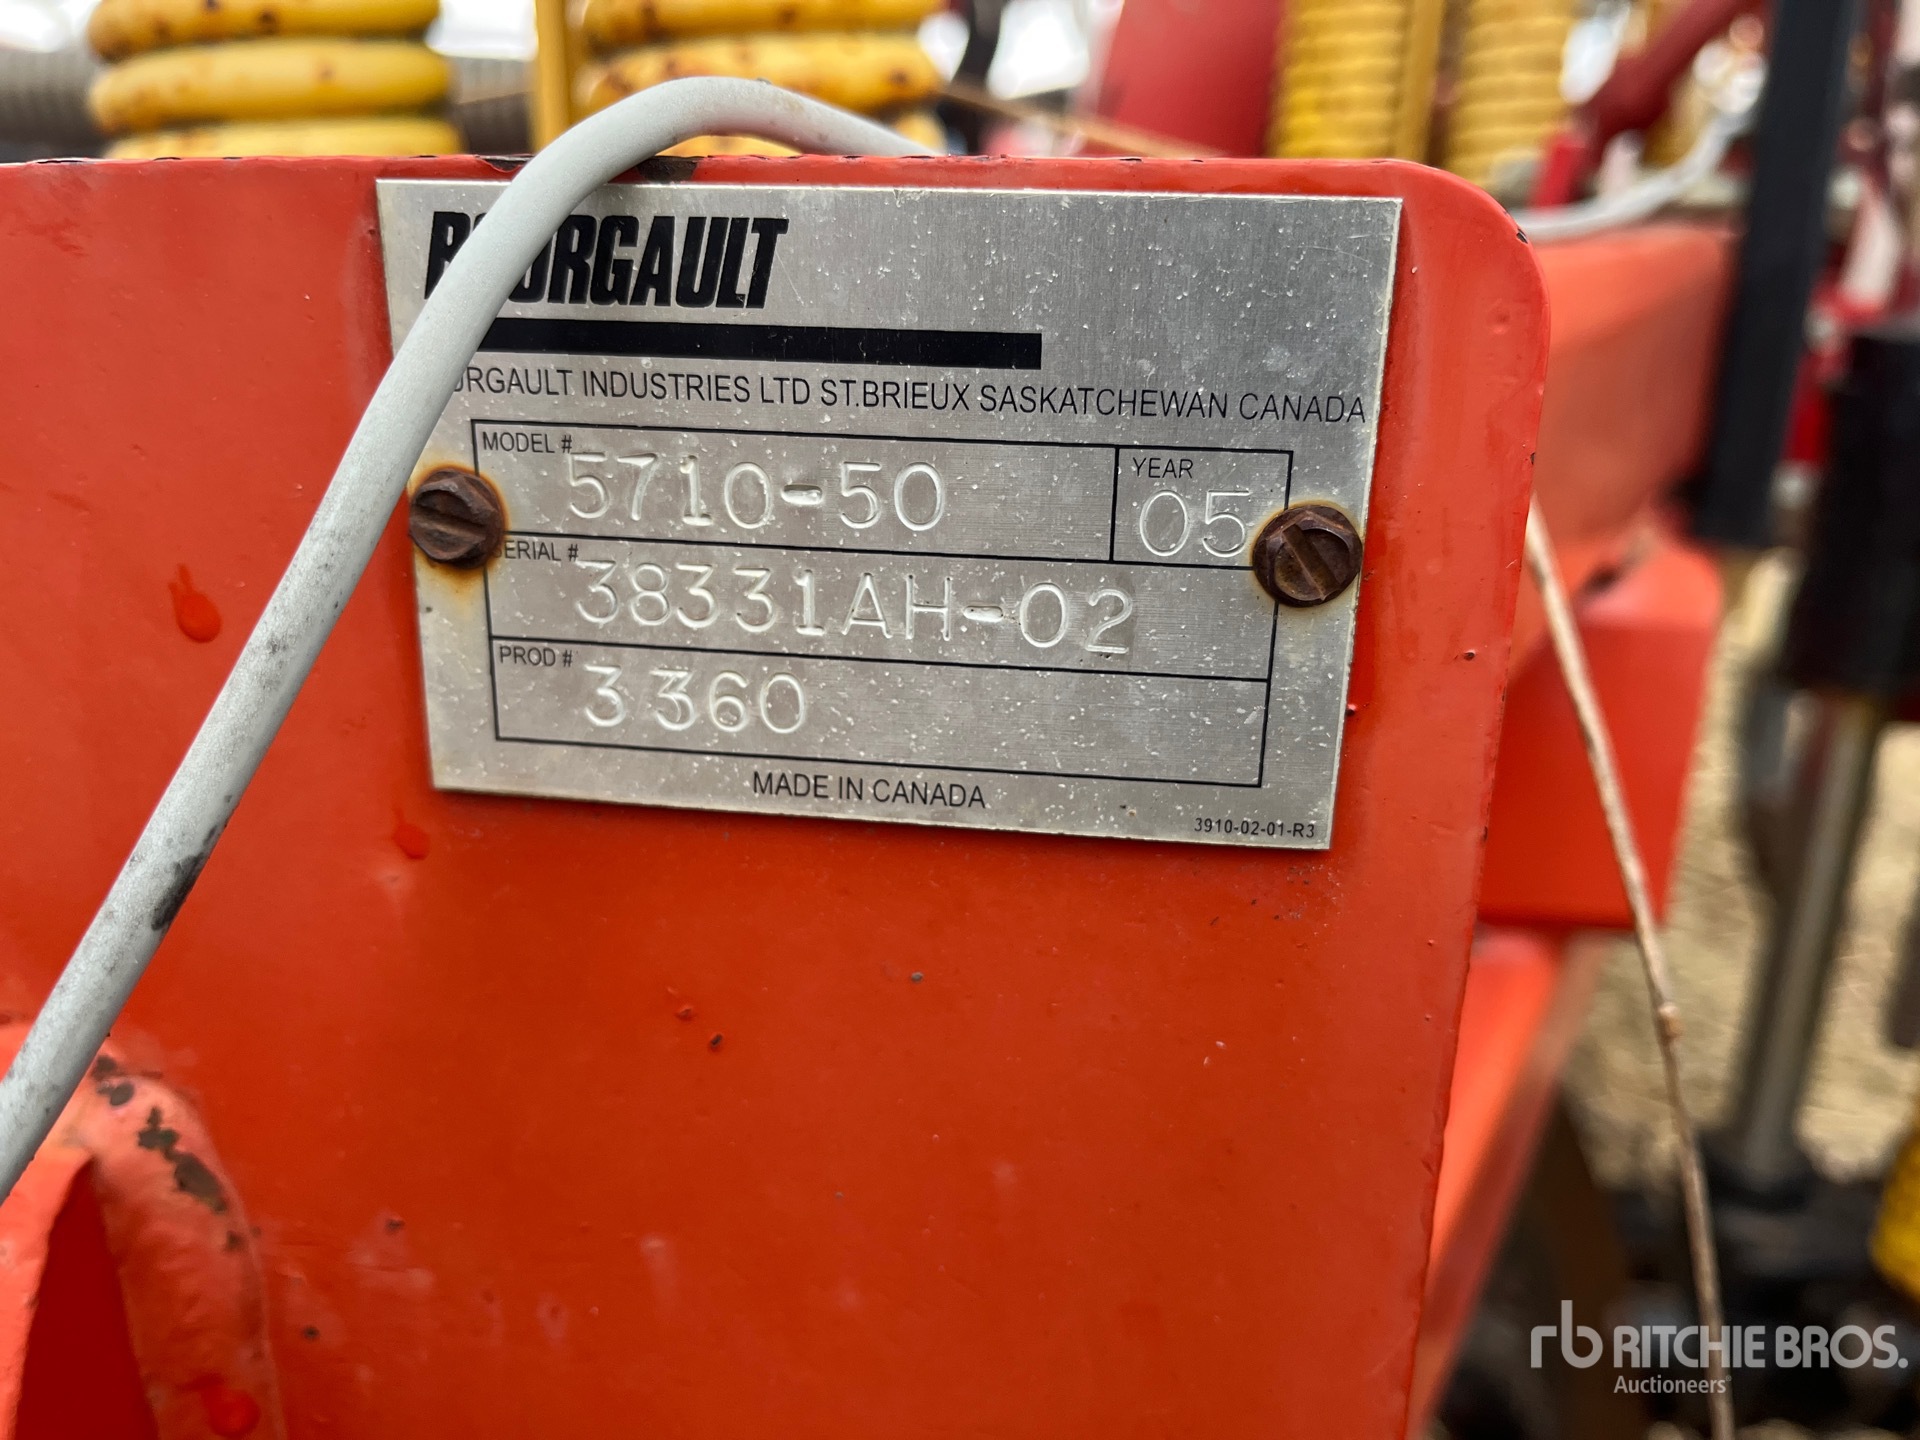 BOURGAULT
BOURGAULT INDUSTRIES LTD ST.BRIEUX SASKATCHEWAN CANADA
MODEL # 5710-50 YEAR 05
SERIAL # 38331AH-02
PROD # 3360
MADE IN CANADA
3910-02-01-R3
rb RITCHIE BROS.
Auctioneers